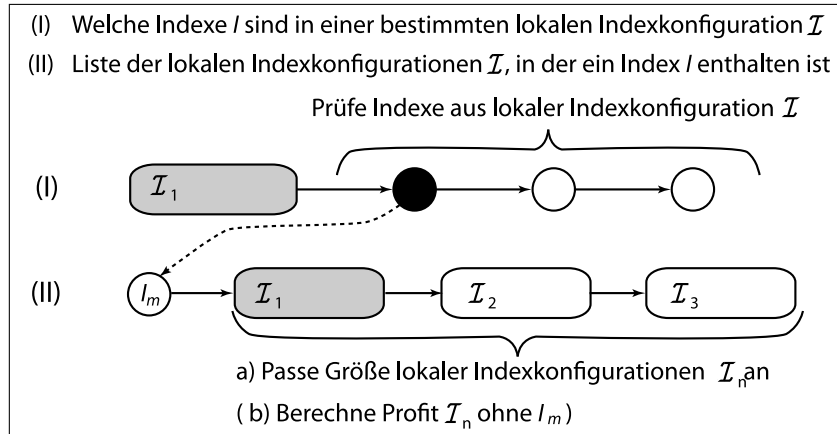 (I) Welche Indexe I sind in einer bestimmten lokalen Indexkonfiguration ℐ
(II) Liste der lokalen Indexkonfigurationen ℐ, in der ein Index I enthalten ist
Prüfe Indexe aus lokaler Indexkonfiguration ℐ
(I) ℐ₁
(II) Iₘ ℐ₁ ℐ₂ ℐ₃
a) Passe Größe lokaler Indexkonfigurationen ℐₙan
( b) Berechne Profit ℐₙ ohne Iₘ)